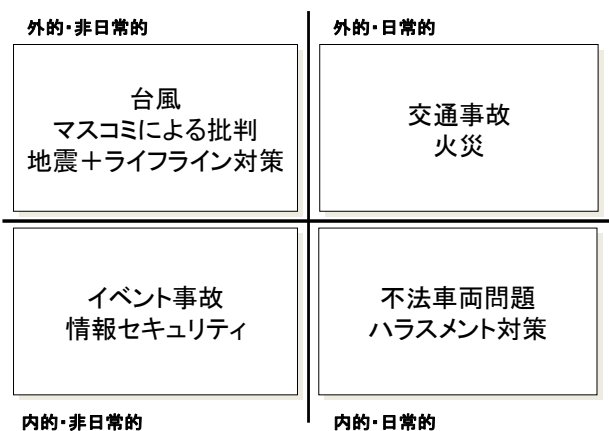 外的・非日常的
外的・日常的
台風
マスコミによる批判
地震＋ライフライン対策
交通事故
火災
イベント事故
情報セキュリティ
不法車両問題
ハラスメント対策
内的・非日常的
内的・日常的